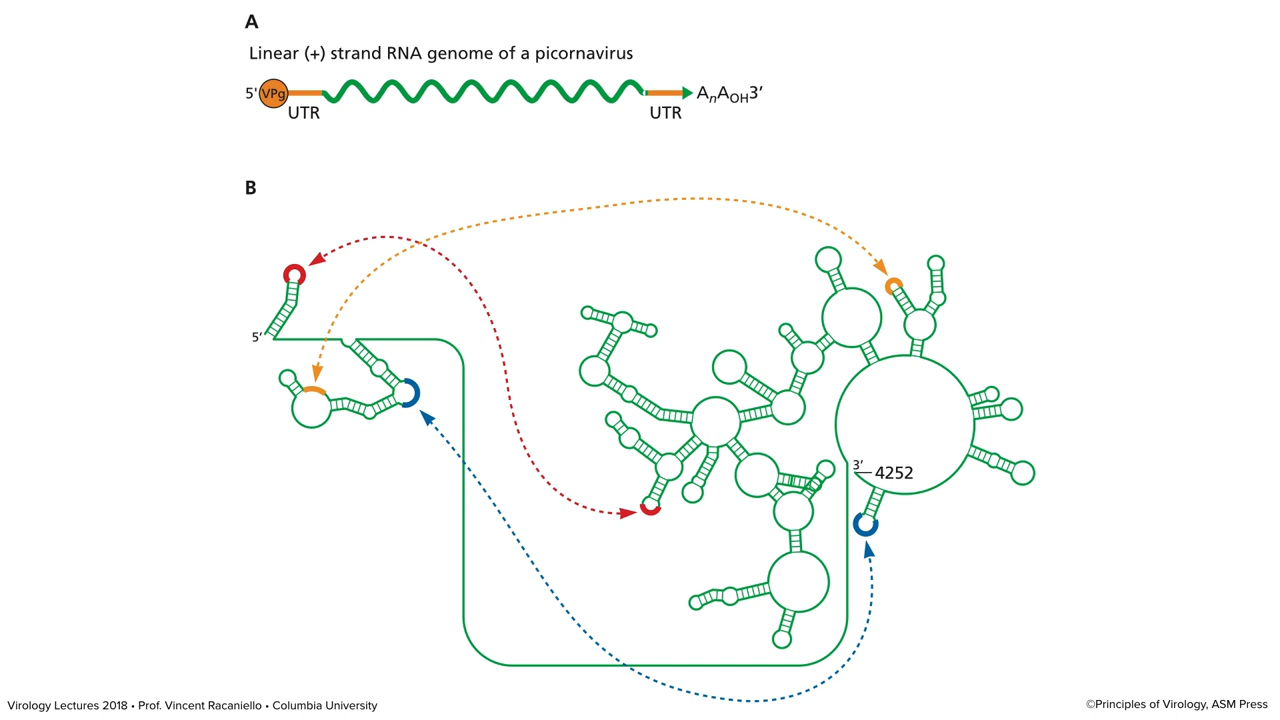 A
Linear (+) strand RNA genome of a picornavirus
5' VPg AnAOH3′
UTR UTR
B
5′
3′
4252
Virology Lectures 2018 • Prof. Vincent Racaniello • Columbia University
©Principles of Virology, ASM Press